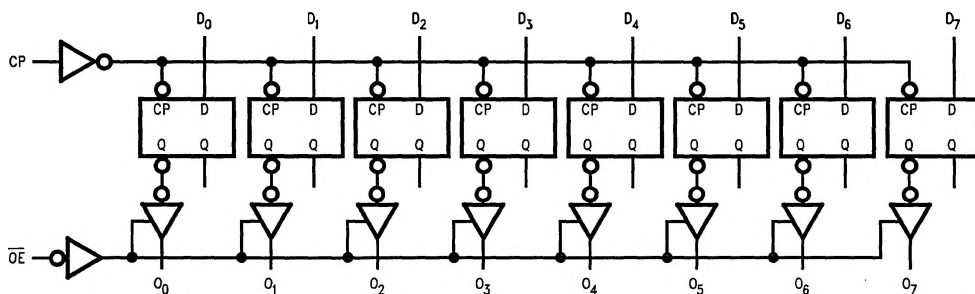 D0 D1 D2 D3 D4 D5 D6 D7
CP
CP D CP D CP D CP D CP D CP D CP D CP D
Q Q Q Q Q Q Q Q Q Q Q Q Q Q Q Q
O̅E̅
O0 O1 O2 O3 O4 O5 O6 O7